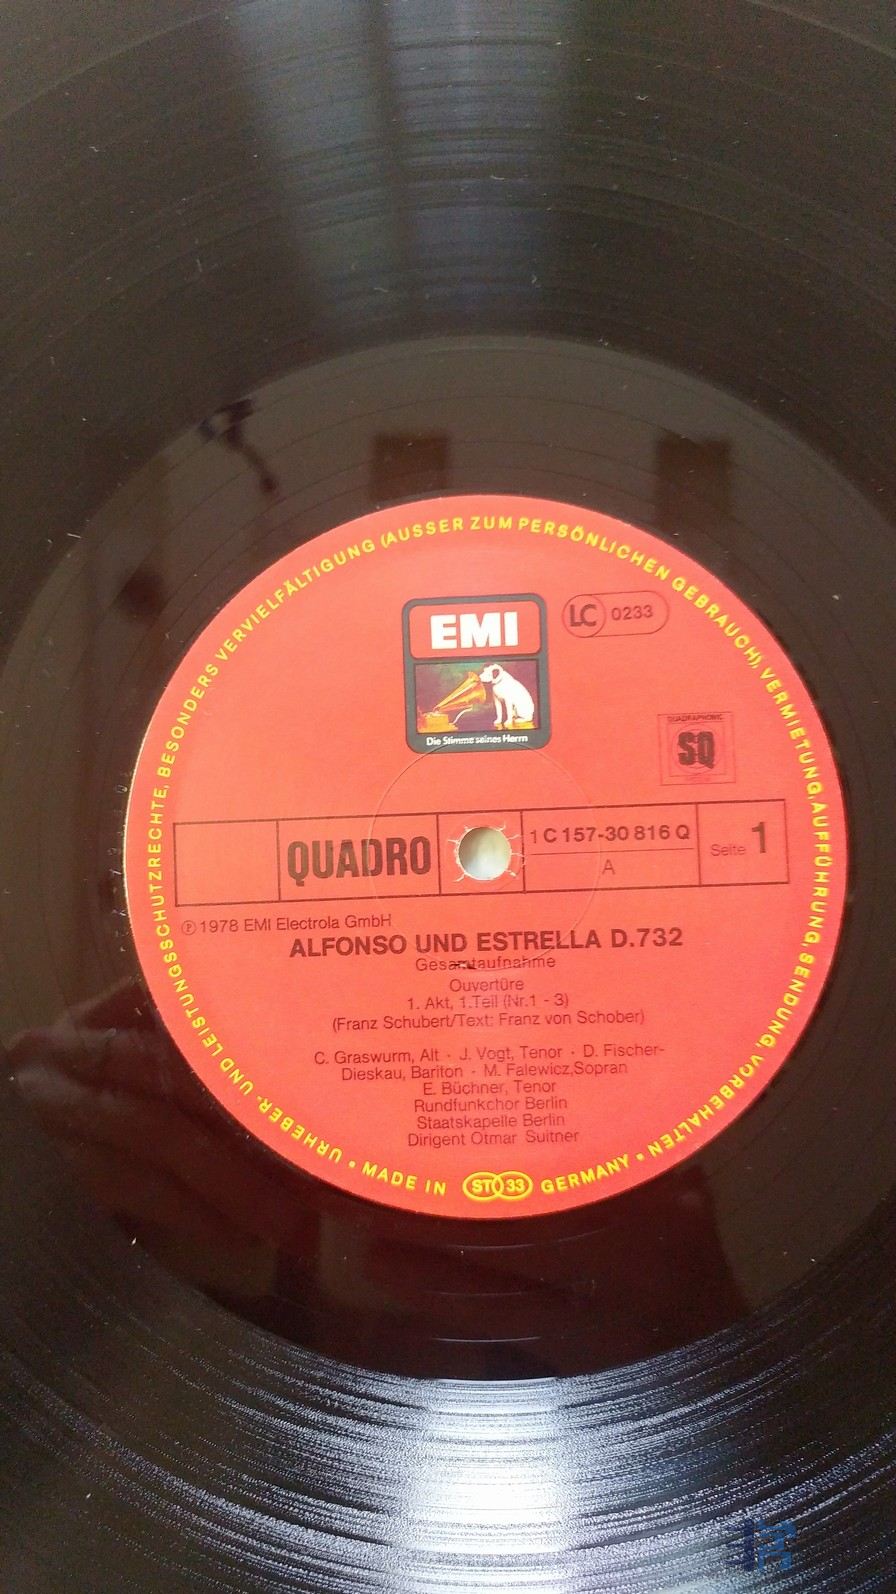 URHEBER- UND LEISTUNGSSCHUTZRECHTE, BESONDERS VERVIELFÄLTIGUNG (AUSSER ZUM PERSÖNLICHEN GEBRAUCH), VERMIETUNG, AUFFÜHRUNG, SENDUNG, VORBEHALTEN • MADE IN ST 33 GERMANY •
EMI
LC 0233
Die Stimme seines Herrn
QUADRAPHONIC
SQ
QUADRO
1 C 157-30 816 Q
A
Seite 1
Ⓟ 1978 EMI Electrola GmbH
ALFONSO UND ESTRELLA D.732
Gesamtaufnahme
Ouvertüre
1. Akt, 1.Teil (Nr.1 - 3)
(Franz Schubert/Text: Franz von Schober)
C. Graswurm, Alt · J. Vogt, Tenor · D. Fischer-
Dieskau, Bariton · M. Falewicz,Sopran
E. Büchner, Tenor
Rundfunkchor Berlin
Staatskapelle Berlin
Dirigent Otmar Suitner